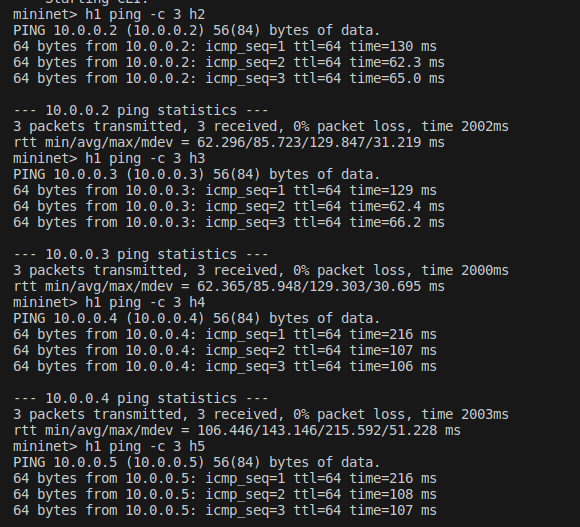 Starting CLI:
mininet> h1 ping -c 3 h2
PING 10.0.0.2 (10.0.0.2) 56(84) bytes of data.
64 bytes from 10.0.0.2: icmp_seq=1 ttl=64 time=130 ms
64 bytes from 10.0.0.2: icmp_seq=2 ttl=64 time=62.3 ms
64 bytes from 10.0.0.2: icmp_seq=3 ttl=64 time=65.0 ms
--- 10.0.0.2 ping statistics ---
3 packets transmitted, 3 received, 0% packet loss, time 2002ms
rtt min/avg/max/mdev = 62.296/85.723/129.847/31.219 ms
mininet> h1 ping -c 3 h3
PING 10.0.0.3 (10.0.0.3) 56(84) bytes of data.
64 bytes from 10.0.0.3: icmp_seq=1 ttl=64 time=129 ms
64 bytes from 10.0.0.3: icmp_seq=2 ttl=64 time=62.4 ms
64 bytes from 10.0.0.3: icmp_seq=3 ttl=64 time=66.2 ms
--- 10.0.0.3 ping statistics ---
3 packets transmitted, 3 received, 0% packet loss, time 2000ms
rtt min/avg/max/mdev = 62.365/85.948/129.303/30.695 ms
mininet> h1 ping -c 3 h4
PING 10.0.0.4 (10.0.0.4) 56(84) bytes of data.
64 bytes from 10.0.0.4: icmp_seq=1 ttl=64 time=216 ms
64 bytes from 10.0.0.4: icmp_seq=2 ttl=64 time=107 ms
64 bytes from 10.0.0.4: icmp_seq=3 ttl=64 time=106 ms
--- 10.0.0.4 ping statistics ---
3 packets transmitted, 3 received, 0% packet loss, time 2003ms
rtt min/avg/max/mdev = 106.446/143.146/215.592/51.228 ms
mininet> h1 ping -c 3 h5
PING 10.0.0.5 (10.0.0.5) 56(84) bytes of data.
64 bytes from 10.0.0.5: icmp_seq=1 ttl=64 time=216 ms
64 bytes from 10.0.0.5: icmp_seq=2 ttl=64 time=108 ms
64 bytes from 10.0.0.5: icmp_seq=3 ttl=64 time=107 ms